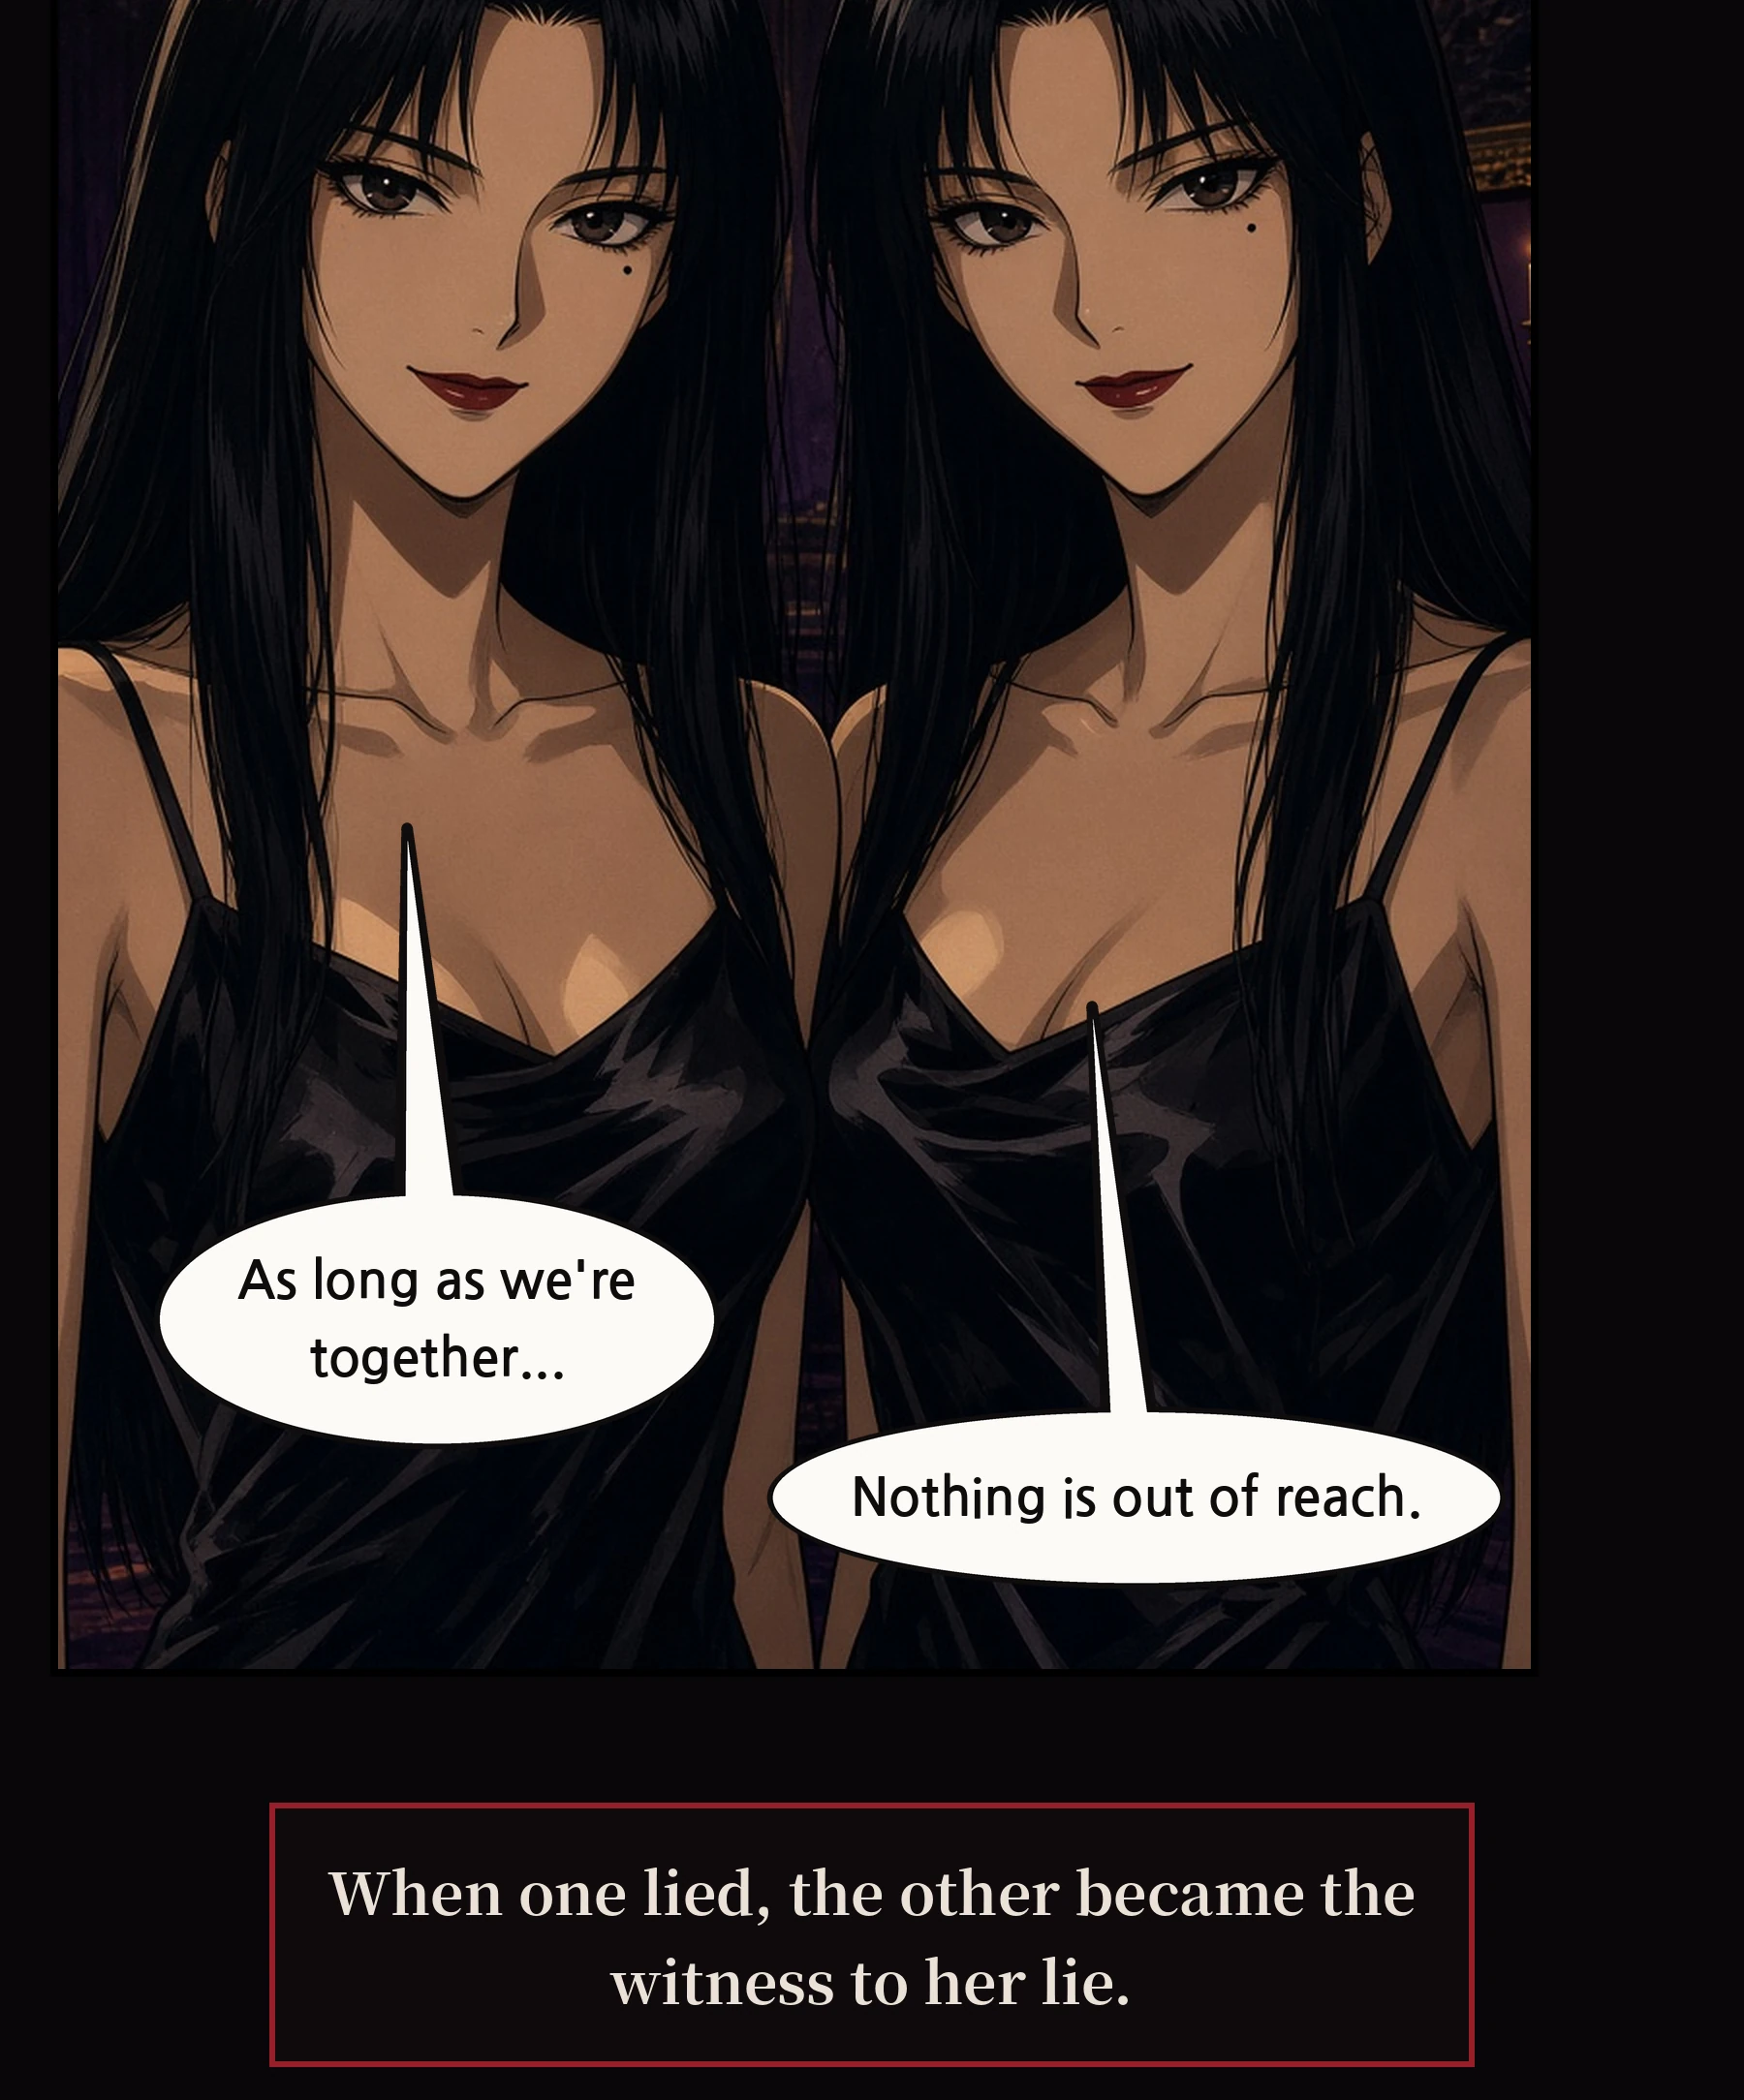 As long as we're
together...
Nothing is out of reach.
When one lied, the other became the
witness to her lie.